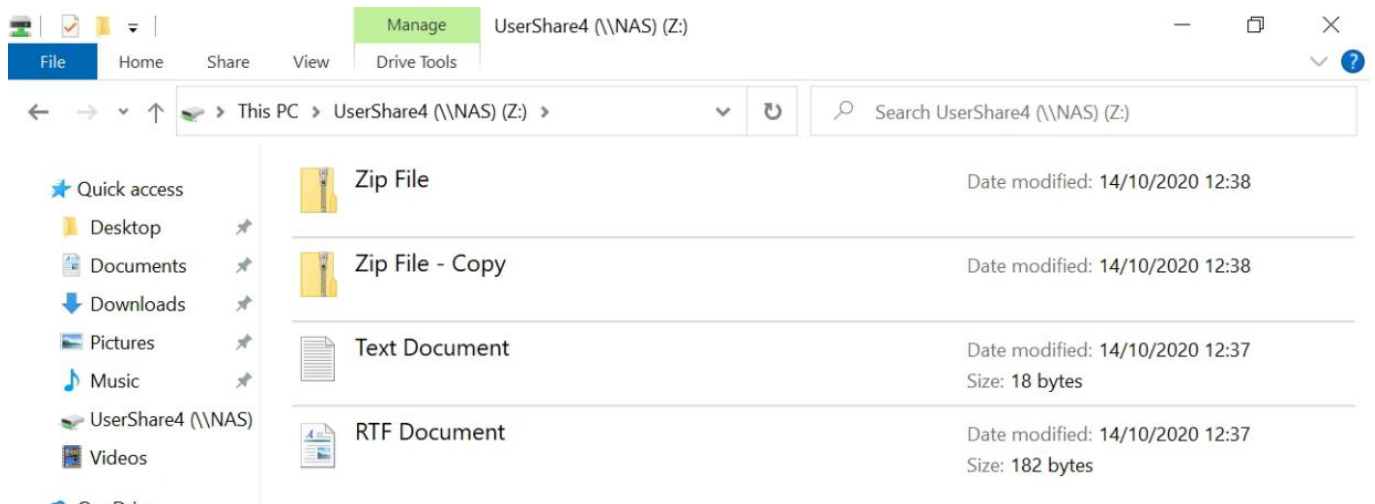 Manage UserShare4 (\\NAS) (Z:)
File Home Share View Drive Tools
This PC > UserShare4 (\\NAS) (Z:) >
Search UserShare4 (\\NAS) (Z:)
Quick access
Desktop
Documents
Downloads
Pictures
Music
UserShare4 (\\NAS)
Videos
Zip File
Date modified: 14/10/2020 12:38
Zip File - Copy
Date modified: 14/10/2020 12:38
Text Document
Date modified: 14/10/2020 12:37
Size: 18 bytes
RTF Document
Date modified: 14/10/2020 12:37
Size: 182 bytes